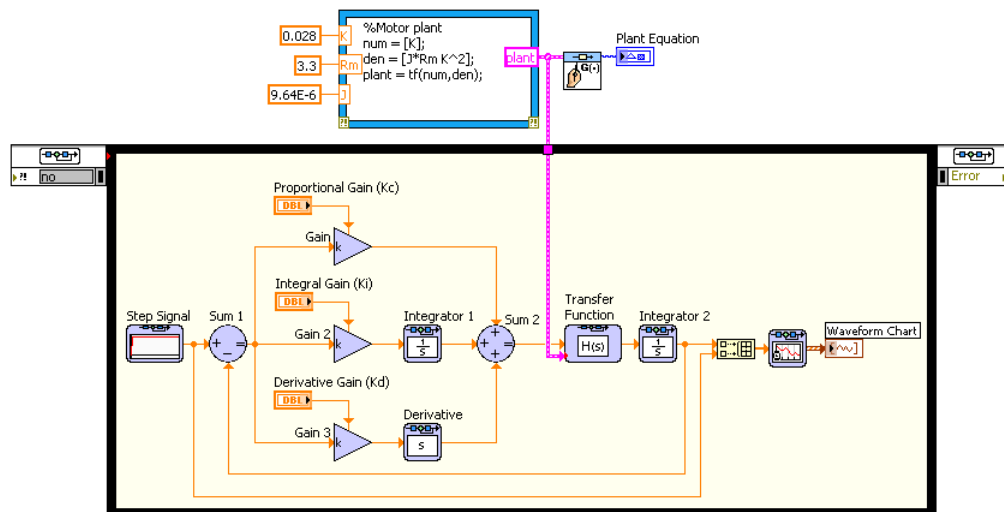 0.028
K
%Motor plant
num = [K];
3.3
Rm
den = [J*Rm K^2];
plant = tf(num,den);
plant
G(•)
Plant Equation
9.64E-6
J
?!
?!
?!
no
Error
Proportional Gain (Kc)
DBL
Gain
k
Integral Gain (Ki)
DBL
Gain 2
k
Integrator 1
1
s
Step Signal
Sum 1
Sum 2
Transfer
Function
H(s)
Integrator 2
1
s
Waveform Chart
Derivative Gain (Kd)
DBL
Gain 3
k
Derivative
s